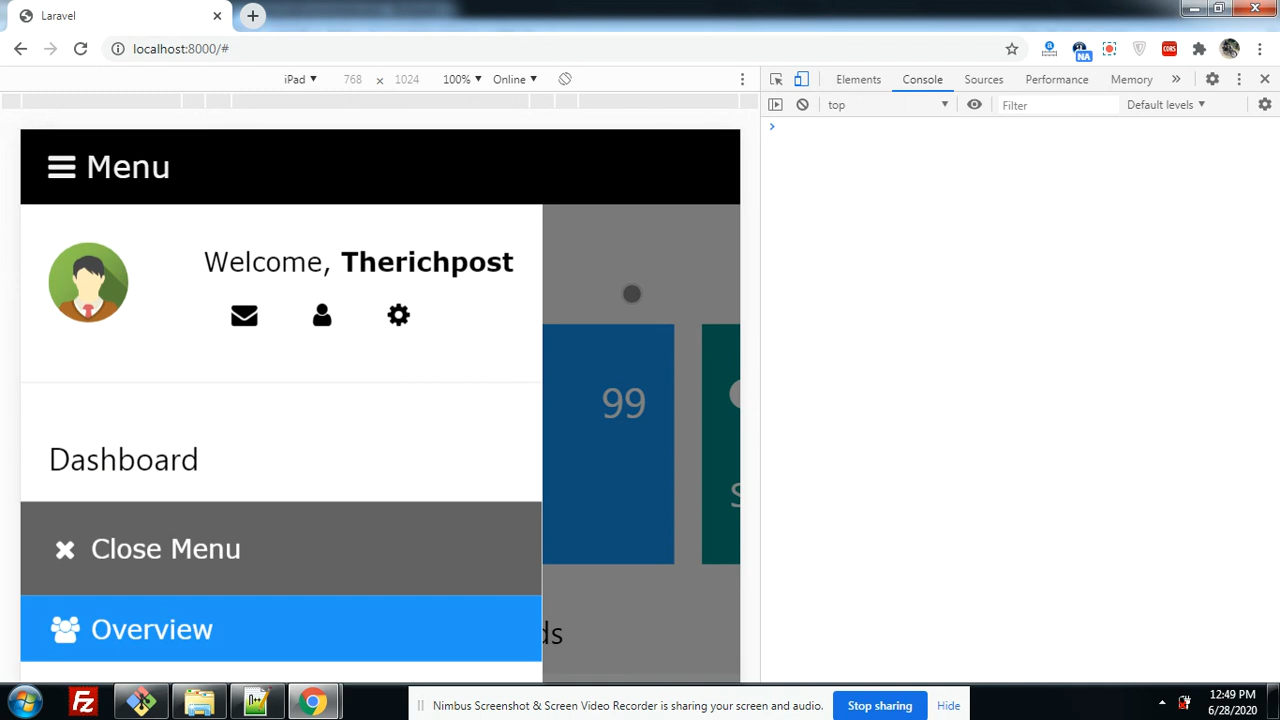 Laravel
localhost:8000/#
NA
CORS
iPad
768 × 1024
100%
Online
Elements
Console
Sources
Performance
Memory
»
top
Filter
Default levels
Menu
Welcome, Therichpost
Dashboard
Close Menu
Overview
99
S
ds
Nimbus Screenshot & Screen Video Recorder is sharing your screen and audio.
Stop sharing
Hide
12:49 PM
6/28/2020